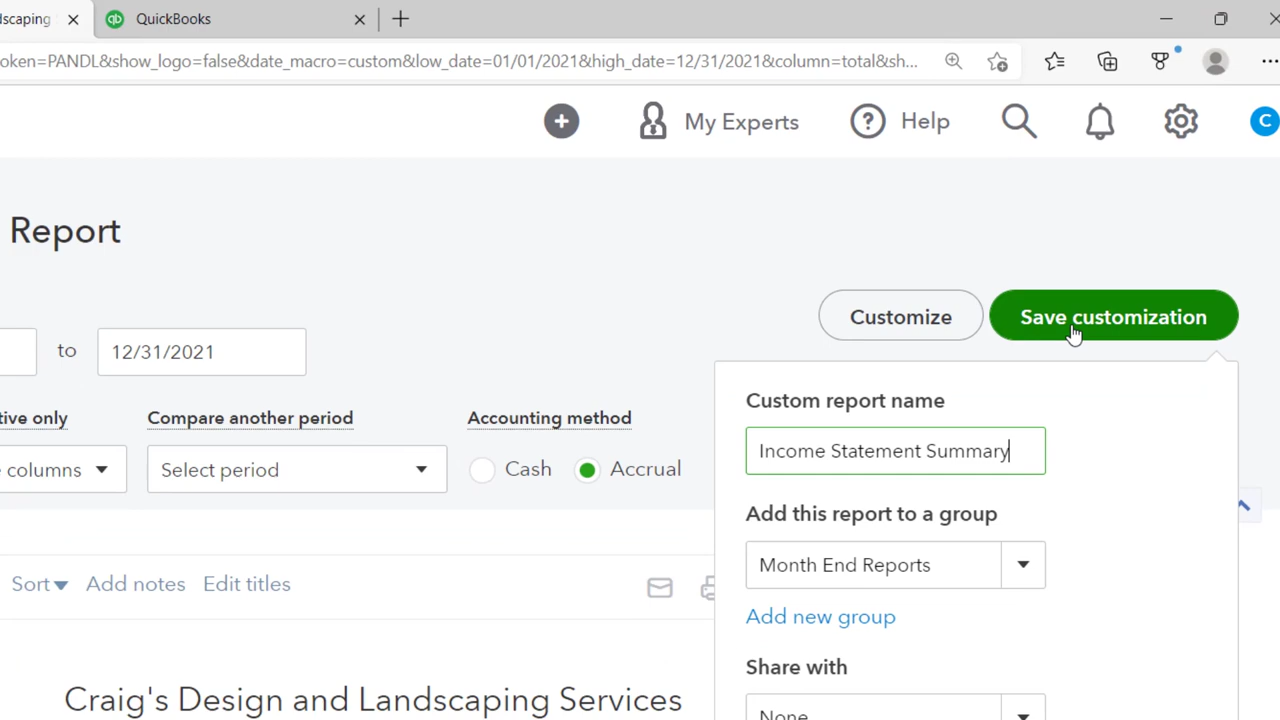 dscaping
QuickBooks
oken=PANDL&show_logo=false&date_macro=custom&low_date=01/01/2021&high_date=12/31/2021&column=total&sh...
My Experts
Help
C
Report
Customize
Save customization
to
12/31/2021
tive only
Compare another period
Accounting method
columns
Select period
Cash
Accrual
Custom report name
Income Statement Summary
Add this report to a group
Month End Reports
Add new group
Share with
None
Sort
Add notes
Edit titles
Craig's Design and Landscaping Services